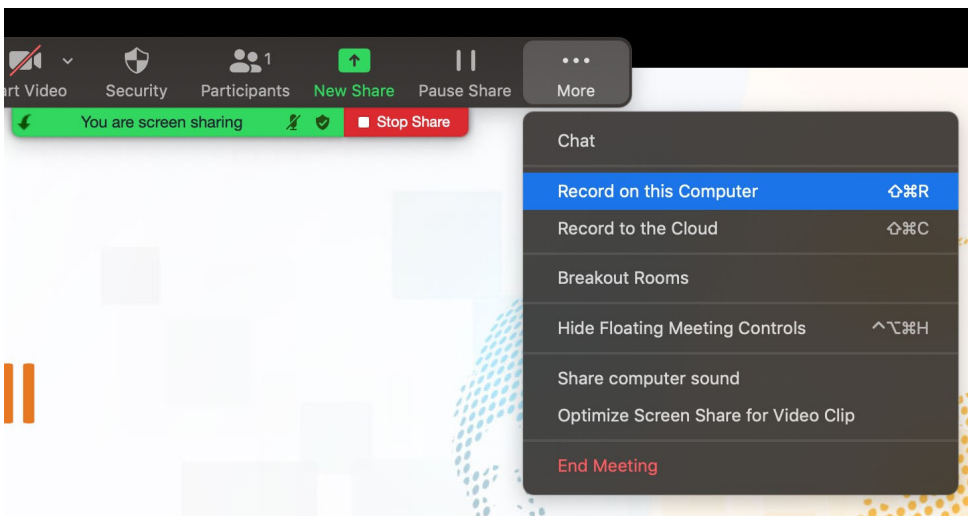 rt Video
Security
Participants
1
New Share
Pause Share
More
You are screen sharing
Stop Share
Chat
Record on this Computer ⇧⌘R
Record to the Cloud ⇧⌘C
Breakout Rooms
Hide Floating Meeting Controls ^⌥⌘H
Share computer sound
Optimize Screen Share for Video Clip
End Meeting